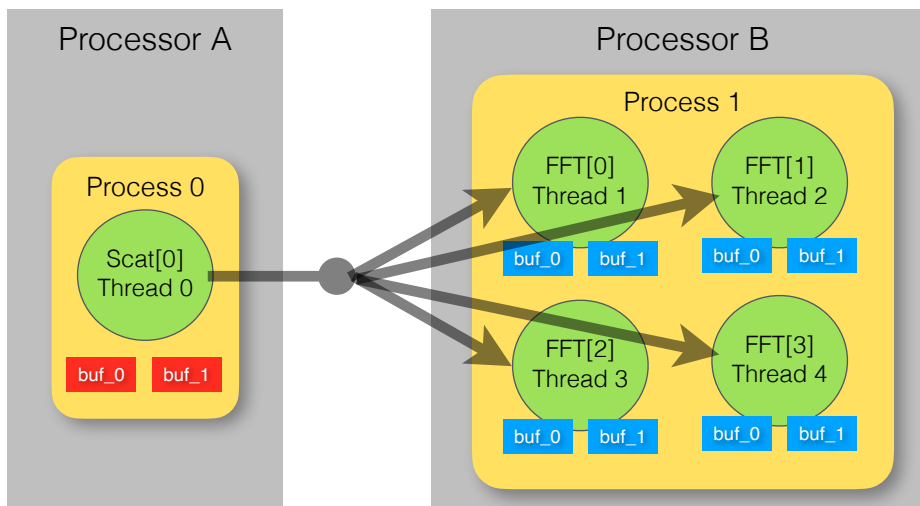 Processor A
Process 0
Scat[0]
Thread 0
buf_0
buf_1
Processor B
Process 1
FFT[0]
Thread 1
buf_0
buf_1
FFT[1]
Thread 2
buf_0
buf_1
FFT[2]
Thread 3
buf_0
buf_1
FFT[3]
Thread 4
buf_0
buf_1